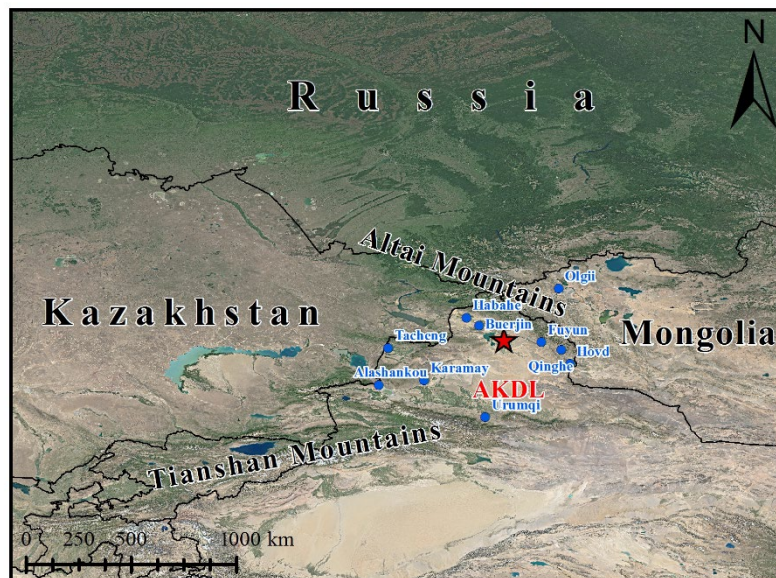 N
Russia
Altai Mountains
Olgii
Kazakhstan
Habahe
Buerjin
Fuyun
Mongolia
Tacheng
Hovd
Qinghe
Alashankou
Karamay
AKDL
Urumqi
Tianshan Mountains
0 250 500 1000 km